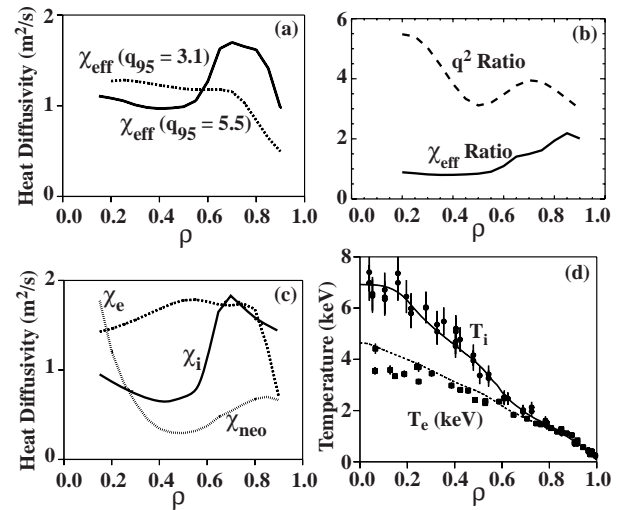 2
1
0
Heat Diffusivity (m²/s)
(a)
χeff (q95 = 3.1)
χeff (q95 = 5.5)
0.0 0.2 0.4 0.6 0.8 1.0
ρ
6
4
2
0
(b)
q² Ratio
χeff Ratio
0.0 0.2 0.4 0.6 0.8 1.0
ρ
2
1
0
Heat Diffusivity (m²/s)
(c)
χe
χi
χneo
0.0 0.2 0.4 0.6 0.8 1.0
ρ
8
6
4
2
0
Temperature (keV)
(d)
Ti
Te (keV)
0.0 0.2 0.4 0.6 0.8 1.0
ρ